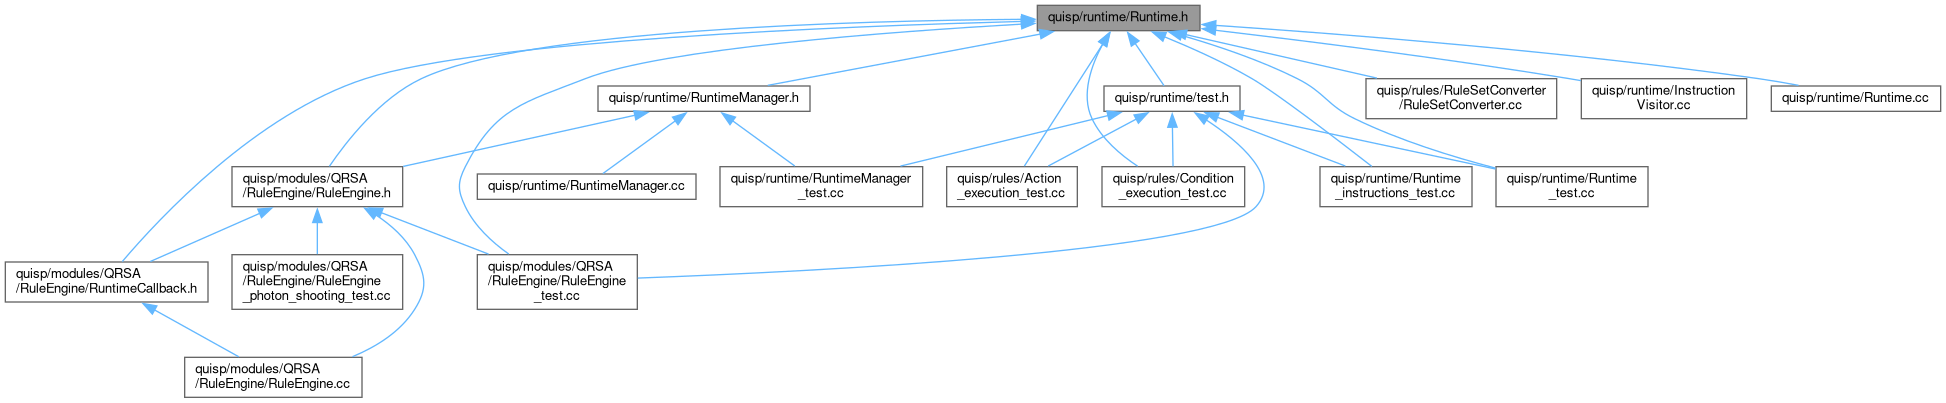 quisp/runtime/Runtime.h
quisp/runtime/RuntimeManager.h
quisp/runtime/test.h
quisp/rules/RuleSetConverter
/RuleSetConverter.cc
quisp/runtime/Instruction
Visitor.cc
quisp/runtime/Runtime.cc
quisp/modules/QRSA
/RuleEngine/RuleEngine.h
quisp/runtime/RuntimeManager.cc
quisp/runtime/RuntimeManager
_test.cc
quisp/rules/Action
_execution_test.cc
quisp/rules/Condition
_execution_test.cc
quisp/runtime/Runtime
_instructions_test.cc
quisp/runtime/Runtime
_test.cc
quisp/modules/QRSA
/RuleEngine/RuntimeCallback.h
quisp/modules/QRSA
/RuleEngine/RuleEngine
_photon_shooting_test.cc
quisp/modules/QRSA
/RuleEngine/RuleEngine
_test.cc
quisp/modules/QRSA
/RuleEngine/RuleEngine.cc